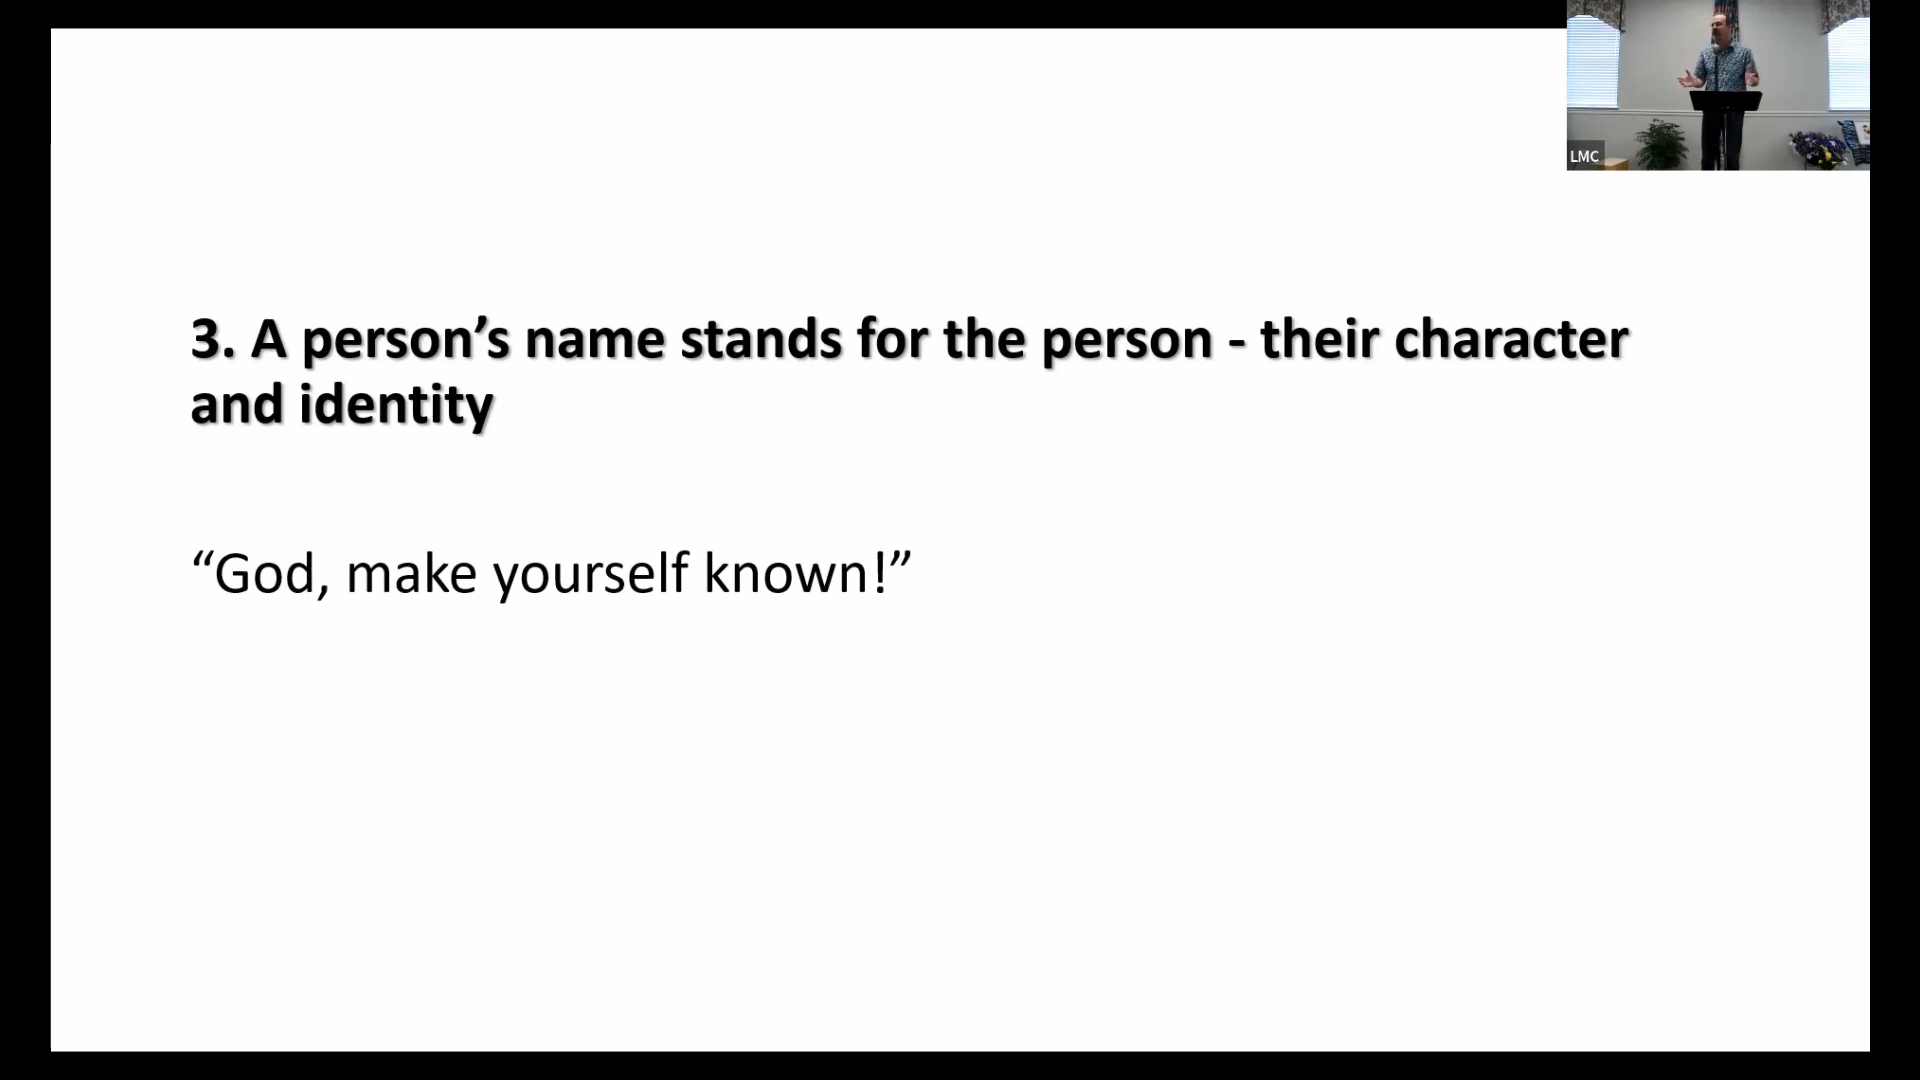 LMC
3. A person’s name stands for the person - their character
and identity
“God, make yourself known!”